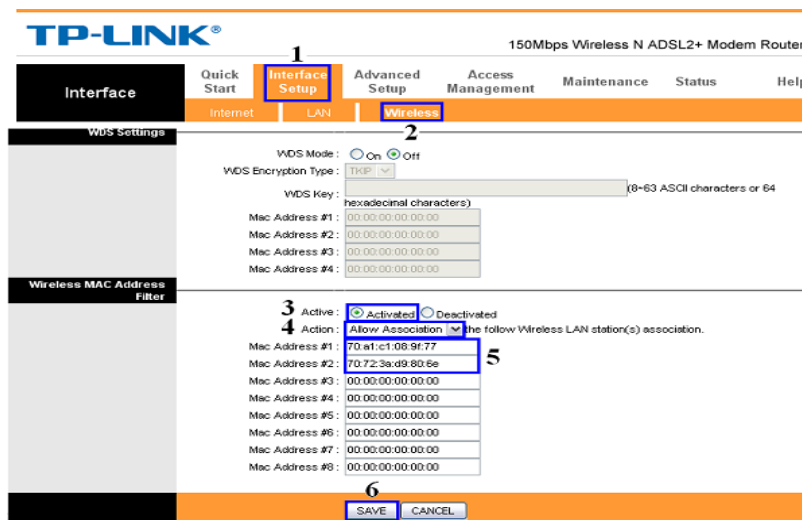 TP-LINK®
150Mbps Wireless N ADSL2+ Modem Router
1
Interface
Quick Start
Interface Setup
Advanced Setup
Access Management
Maintenance
Status
Help
Internet
LAN
Wireless
2
WDS Settings
WDS Mode : On Off
WDS Encryption Type : TKIP
WDS Key : (8~63 ASCII characters or 64
hexadecimal characters)
Mac Address #1 : 00:00:00:00:00:00
Mac Address #2 : 00:00:00:00:00:00
Mac Address #3 : 00:00:00:00:00:00
Mac Address #4 : 00:00:00:00:00:00
Wireless MAC Address
Filter
3 Active : Activated Deactivated
4 Action : Allow Association the follow Wireless LAN station(s) association.
Mac Address #1 : 70:a1:c1:08:9f:77
5
Mac Address #2 : 70:72:3a:d9:80:6e
Mac Address #3 : 00:00:00:00:00:00
Mac Address #4 : 00:00:00:00:00:00
Mac Address #5 : 00:00:00:00:00:00
Mac Address #6 : 00:00:00:00:00:00
Mac Address #7 : 00:00:00:00:00:00
Mac Address #8 : 00:00:00:00:00:00
6
SAVE CANCEL